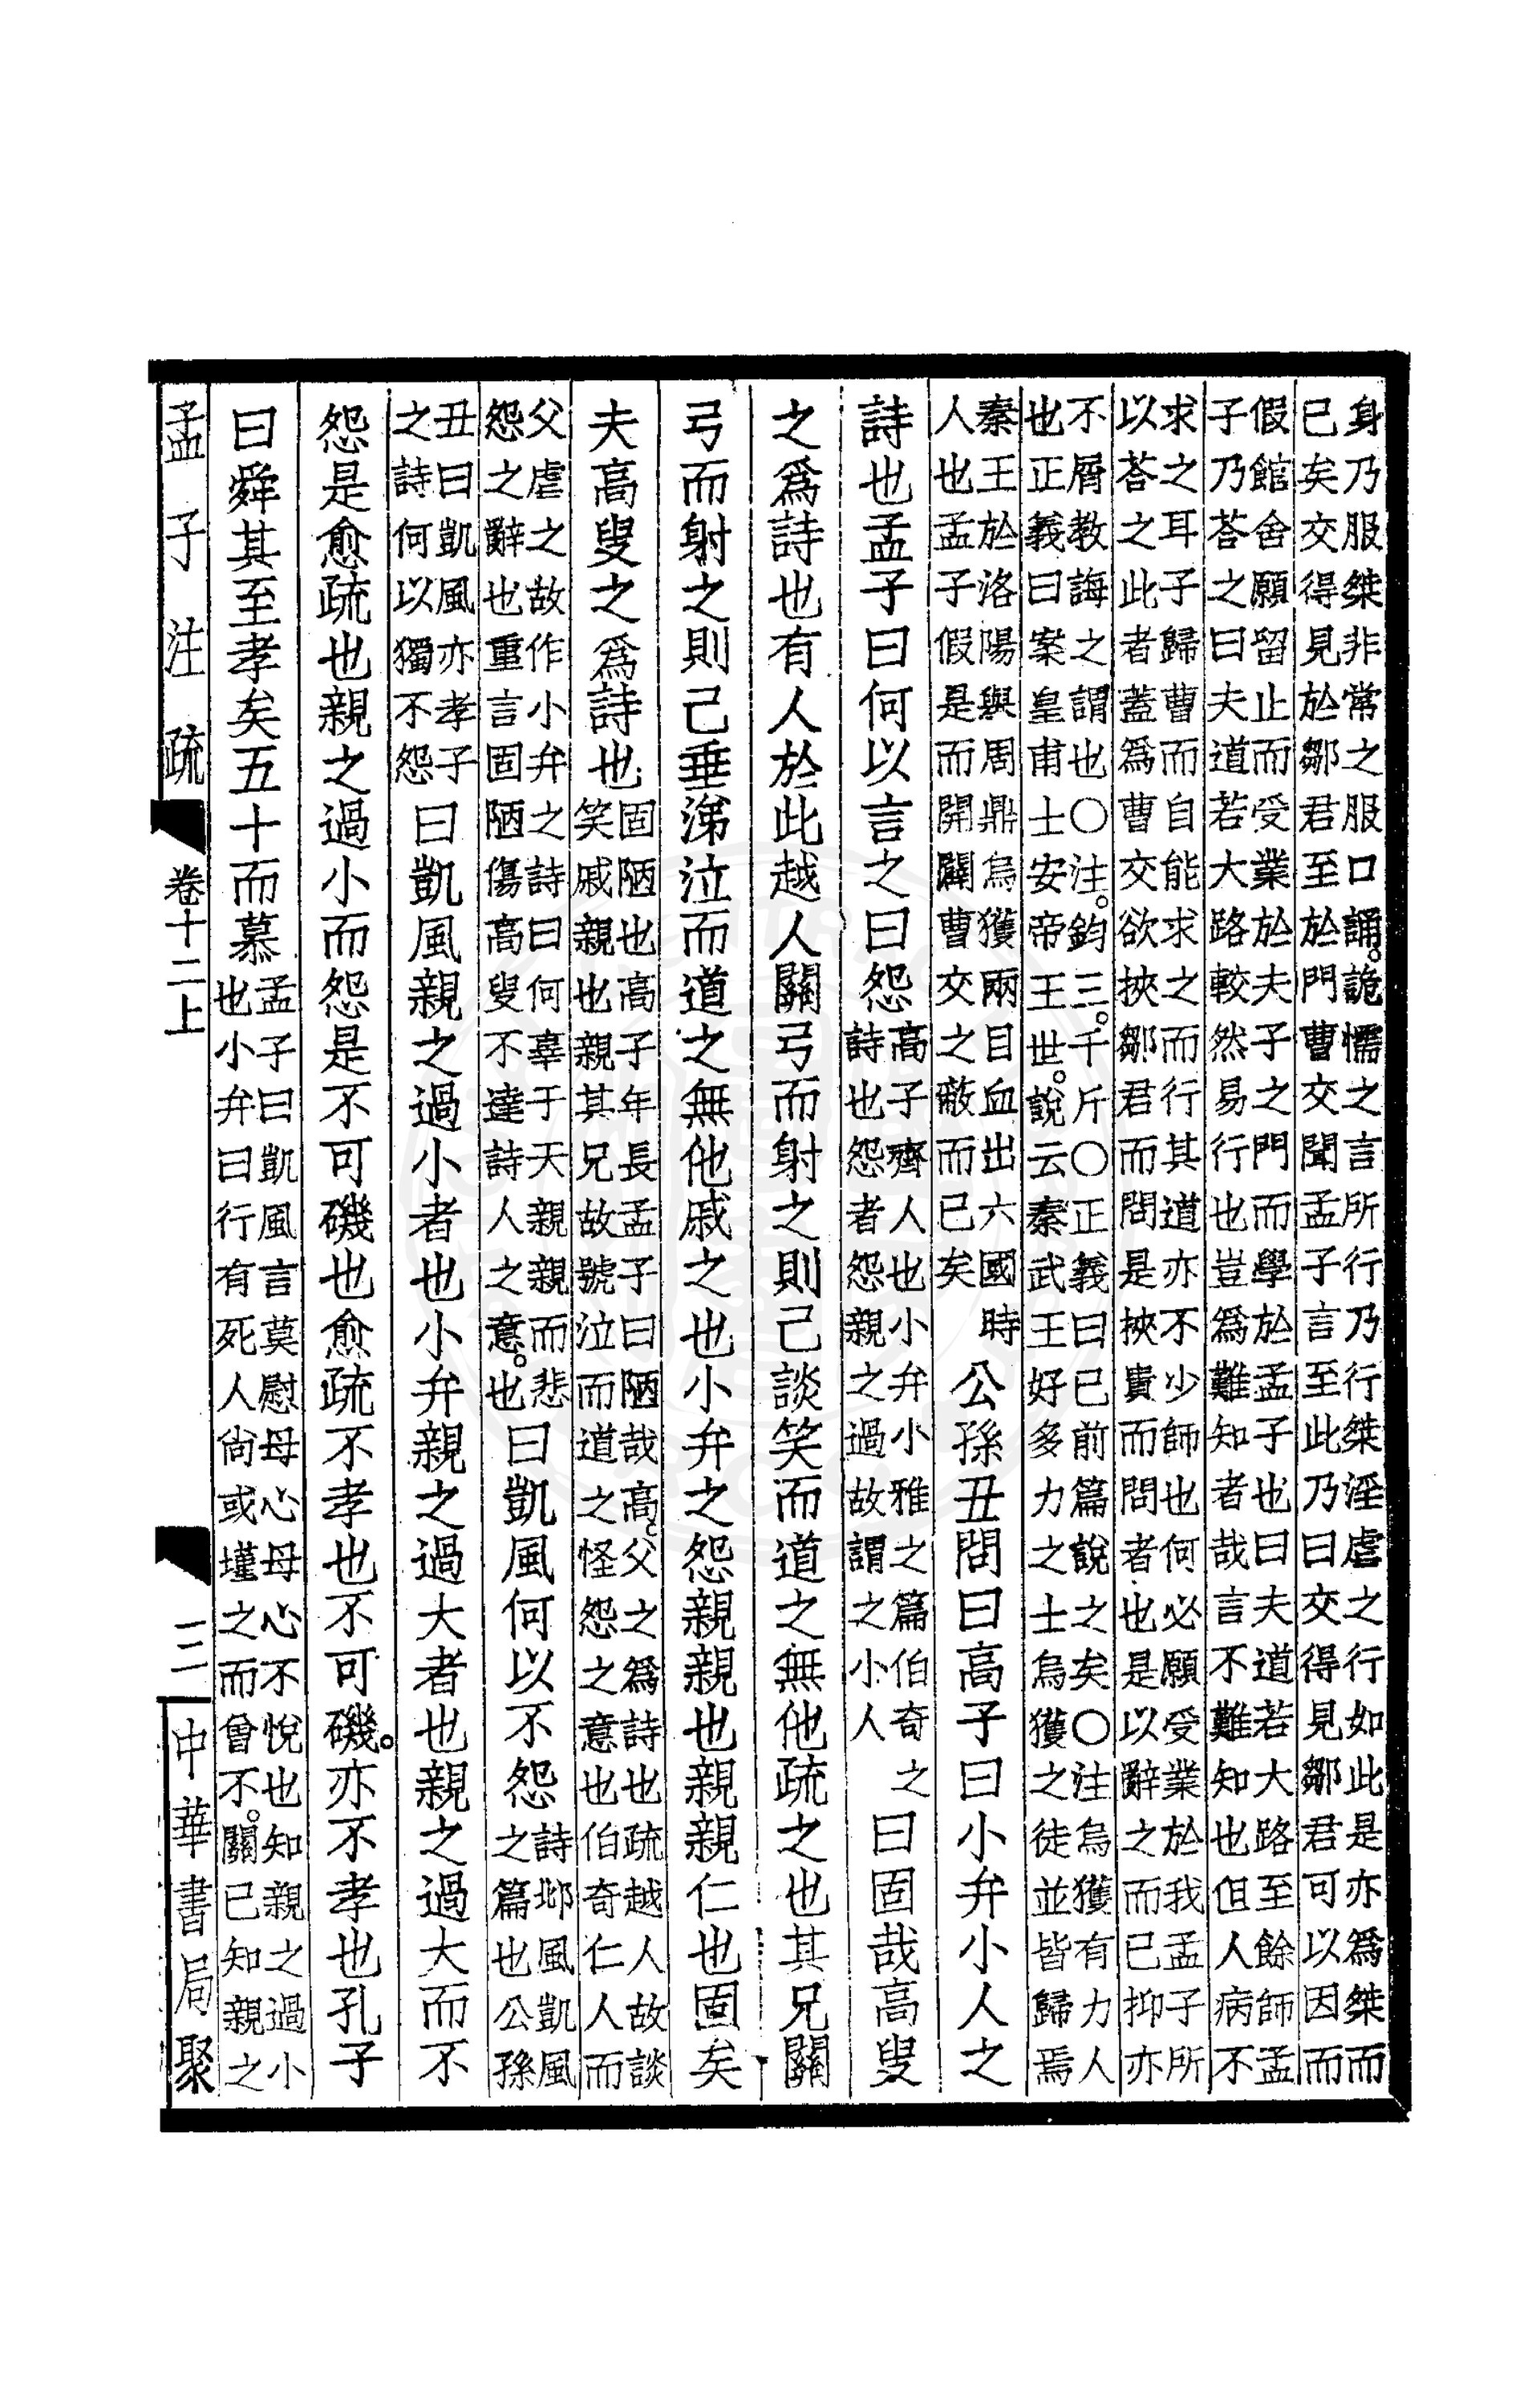 身乃服桀非常之服口誦。詭懦之言所行乃行桀淫虐之行如此是亦爲桀而
已矣交得見於鄒君至於門曹交聞孟子言至此乃曰交得見鄒君可以因而
假館舍願留止而受業於夫子之門而學於孟子也曰夫道若大路至餘師孟
子乃荅之曰夫道若大路較然易行也豈爲難知者哉言不難知也但人病不
求之耳子歸曹而自能求之而行其道亦不少師也何必願受業於我孟子所
以荅之此者蓋爲曹交欲挾鄒君而問是挾貴而問者也是以辭之而已抑亦
不屑教誨之謂也○注。鈞三。千斤○正義曰已前篇說之矣○注烏獲有力人
也正義曰案皇甫士安帝王世。說云秦武王好多力之士烏獲之徒並皆歸焉
秦王於洛陽與周鼎烏獲兩目血出六國時
人也孟子假是而開闢曹交之蔽而已矣
公孫丑問曰高子曰小弁小人之
詩也孟子曰何以言之曰怨
高子齊人也小弁小雅之篇伯奇之
詩也怨者怨親之過故謂之小人
曰固哉高叟
之爲詩也有人於此越人關弓而射之則己談笑而道之無他疏之也其兄關
弓而射之則己垂涕泣而道之無他戚之也小弁之怨親親也親親仁也固矣
夫高叟之爲詩也
固陋也高子年長孟子曰陋哉高。父之爲詩也疏越人故談
笑戚親也親其兄故號泣而道之怪怨之意也伯奇仁人而
父虐之故作小弁之詩曰何辜于天親親而悲
怨之辭也重言固陋傷高叟不達詩人之意。也
曰凱風何以不怨
詩邶風凱風
之篇也公孫
丑曰凱風亦孝子
之詩何以獨不怨
曰凱風親之過小者也小弁親之過大者也親之過大而不
怨是愈疏也親之過小而怨是不可磯也愈疏不孝也不可磯。亦不孝也孔子
曰舜其至孝矣五十而慕
孟子曰凱風言莫慰母心母心不悅也知親之過小
也小弁曰行有死人尚或墐之而曾不。關已知親之
孟子注疏
卷十二上
三
中華書局聚